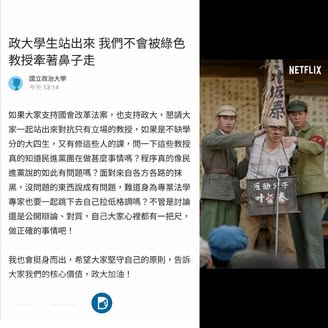 政大學生站出來 我們不會被綠色
教授牽著鼻子走
國立政治大學
今天 13:14
如果大家支持國會改革法案，也支持政大，懇請大
家一起站出來對抗只有立場的教授，如果是不缺學
分的大四生，又有修這些人的課，問一下這些教授
真的知道民進黨團在做甚麼事情嗎？程序真的像民
進黨說的如此有問題嗎？面對來自各方各路的抹
黑，沒問題的東西說成有問題，難道身為專業法學
專家也要一起跳下去自己拉低格調嗎？不管是討論
還是公開辯論、對質，自己大家心裡都有一把尺，
做正確的事情吧！
我也會挺身而出，希望大家堅守自己的原則，告訴
大家我們的核心價值，政大加油！
NETFLIX
叶哲泰